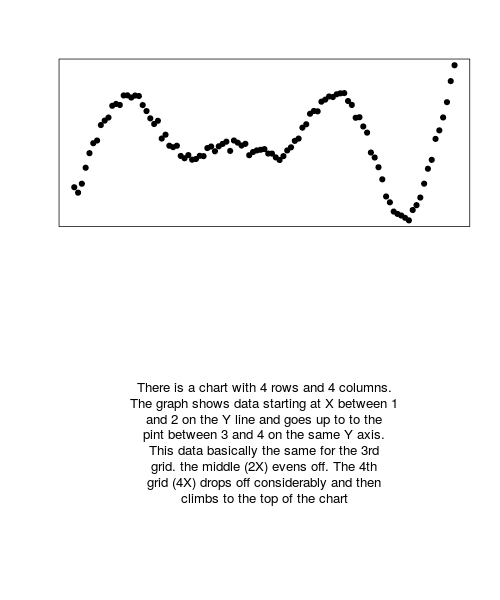 There is a chart with 4 rows and 4 columns.
The graph shows data starting at X between 1
and 2 on the Y line and goes up to to the
pint between 3 and 4 on the same Y axis.
This data basically the same for the 3rd
grid. the middle (2X) evens off. The 4th
grid (4X) drops off considerably and then
climbs to the top of the chart